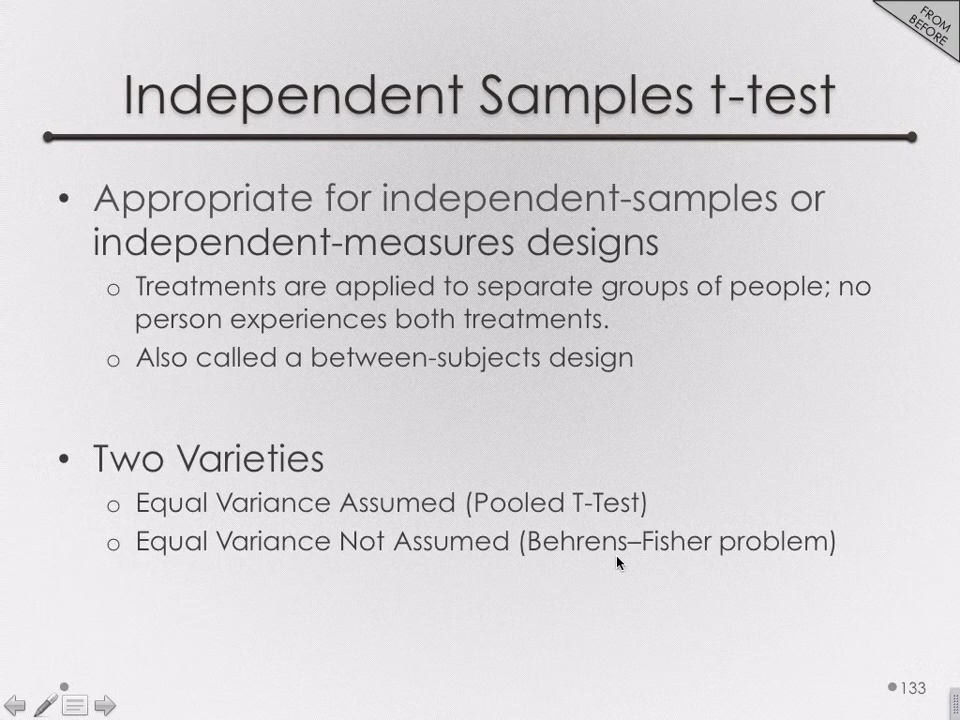 FROM
BEFORE
Independent Samples t-test
• Appropriate for independent-samples or
independent-measures designs
o Treatments are applied to separate groups of people; no
person experiences both treatments.
o Also called a between-subjects design
• Two Varieties
o Equal Variance Assumed (Pooled T-Test)
o Equal Variance Not Assumed (Behrens–Fisher problem)
133